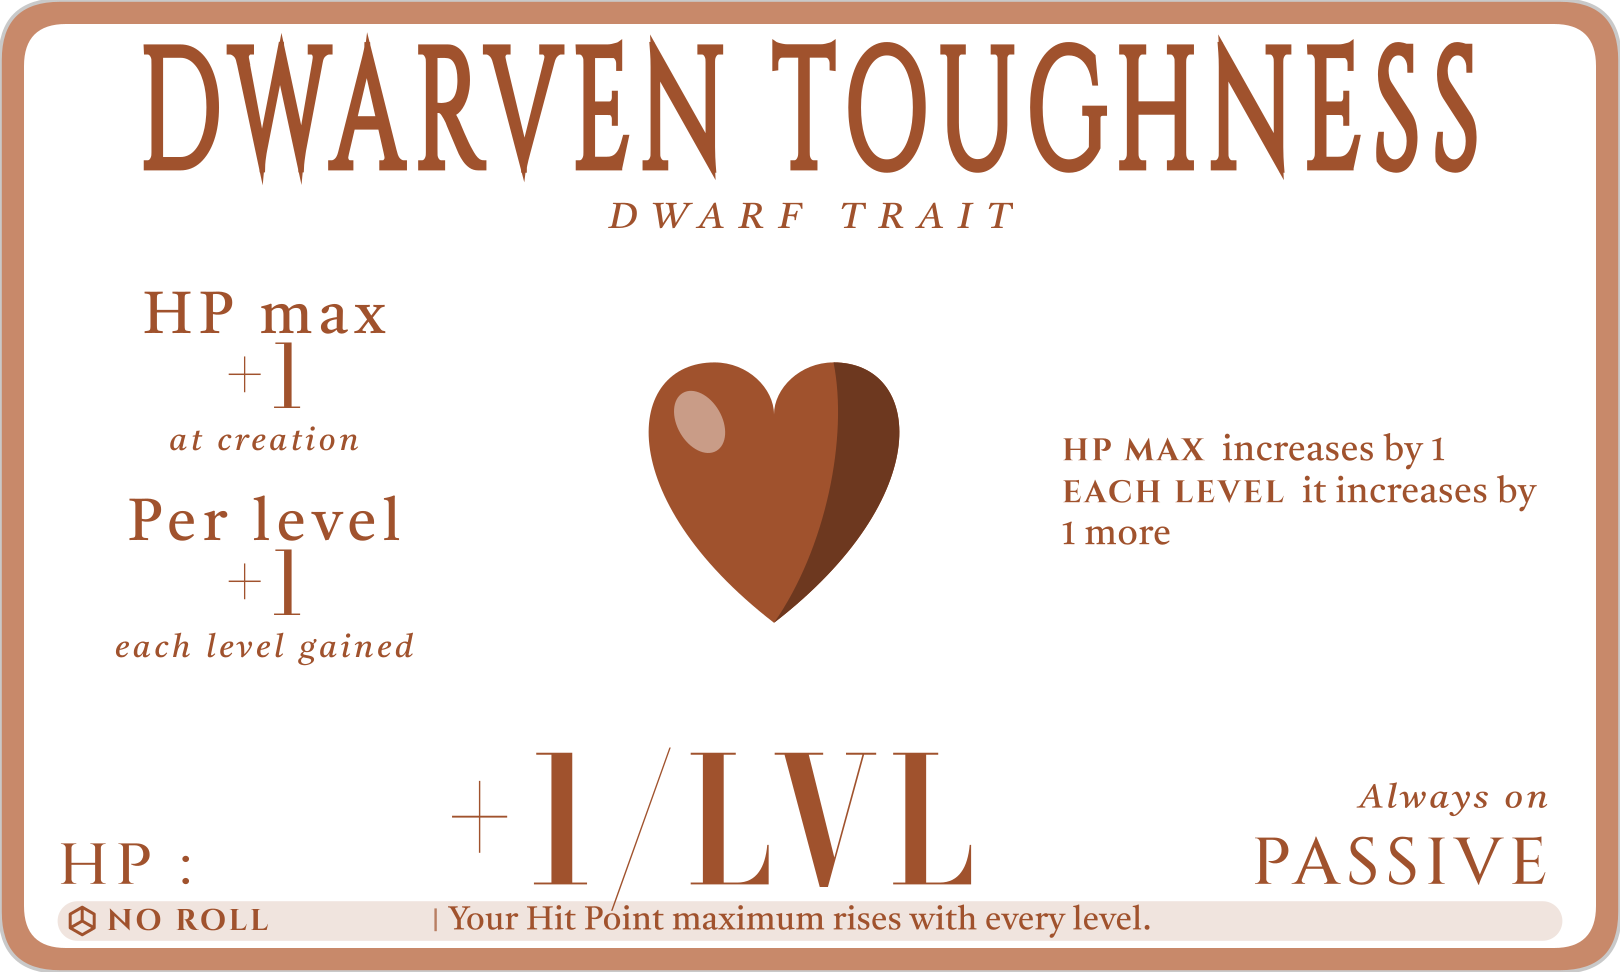 DWARVEN TOUGHNESS
DWARF TRAIT
HP max
+1
at creation
Per level
+1
each level gained
HP MAX increases by 1
EACH LEVEL it increases by
1 more
HP :
+1/LVL
Always on
PASSIVE
NO ROLL
| Your Hit Point maximum rises with every level.